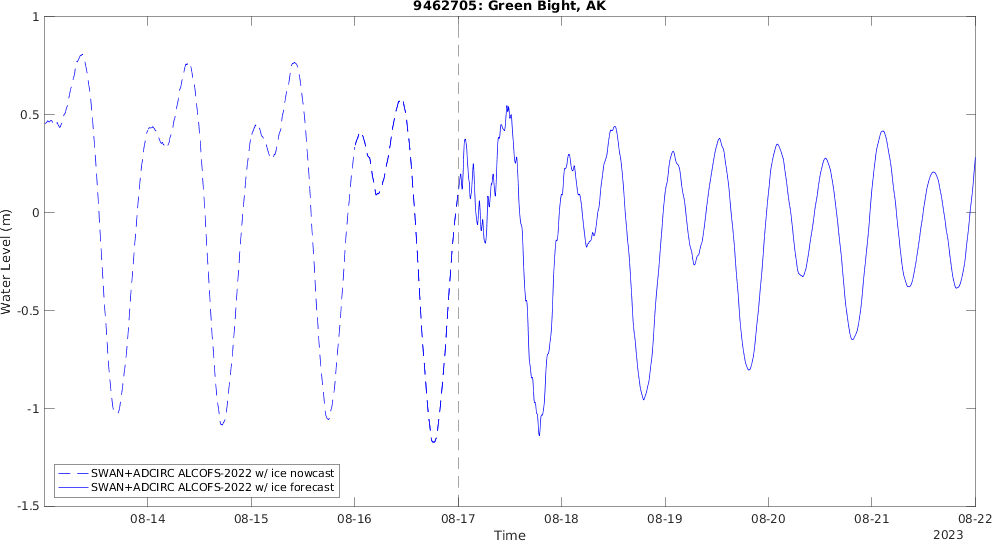 9462705: Green Bight, AK
Water Level (m)
1
0.5
0
-0.5
-1
-1.5
SWAN+ADCIRC ALCOFS-2022 w/ ice nowcast
SWAN+ADCIRC ALCOFS-2022 w/ ice forecast
08-14 08-15 08-16 08-17 08-18 08-19 08-20 08-21 08-22
Time
2023